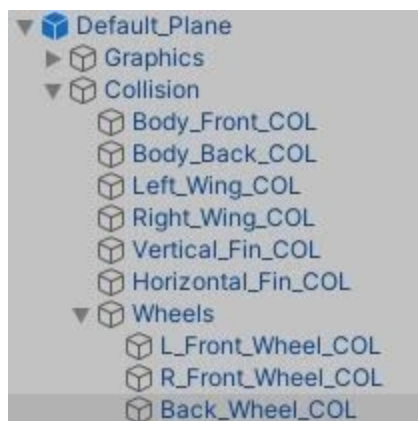 Default_Plane
Graphics
Collision
Body_Front_COL
Body_Back_COL
Left_Wing_COL
Right_Wing_COL
Vertical_Fin_COL
Horizontal_Fin_COL
Wheels
L_Front_Wheel_COL
R_Front_Wheel_COL
Back_Wheel_COL